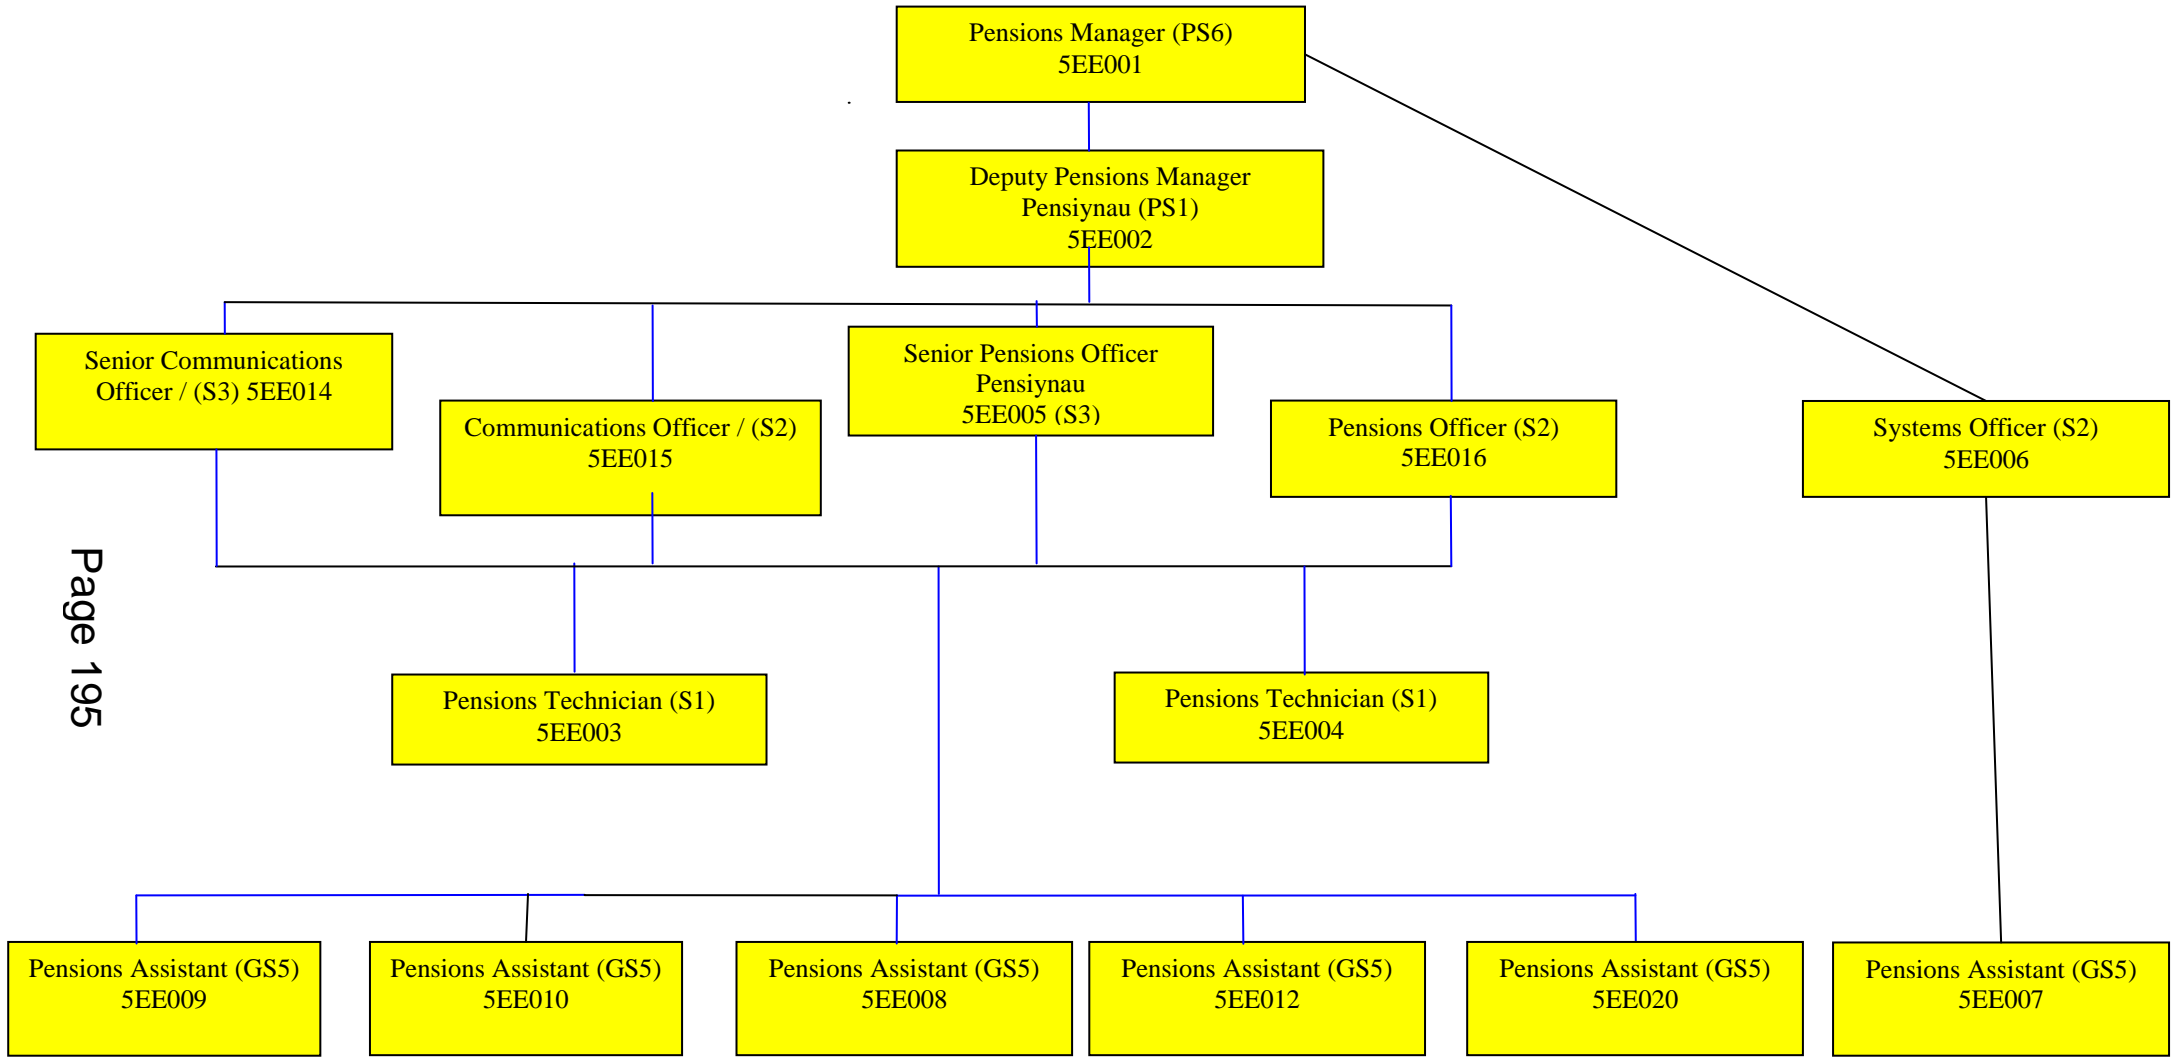 Pensions Manager (PS6)
5EE001
Deputy Pensions Manager
Pensiynau (PS1)
5EE002
Senior Communications
Officer / (S3) 5EE014
Communications Officer / (S2)
5EE015
Senior Pensions Officer
Pensiynau
5EE005 (S3)
Pensions Officer (S2)
5EE016
Systems Officer (S2)
5EE006
Page 195
Pensions Technician (S1)
5EE003
Pensions Technician (S1)
5EE004
Pensions Assistant (GS5)
5EE009
Pensions Assistant (GS5)
5EE010
Pensions Assistant (GS5)
5EE008
Pensions Assistant (GS5)
5EE012
Pensions Assistant (GS5)
5EE020
Pensions Assistant (GS5)
5EE007